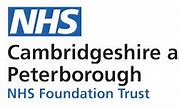 NHS
Cambridgeshire a
Peterborough
NHS Foundation Trust